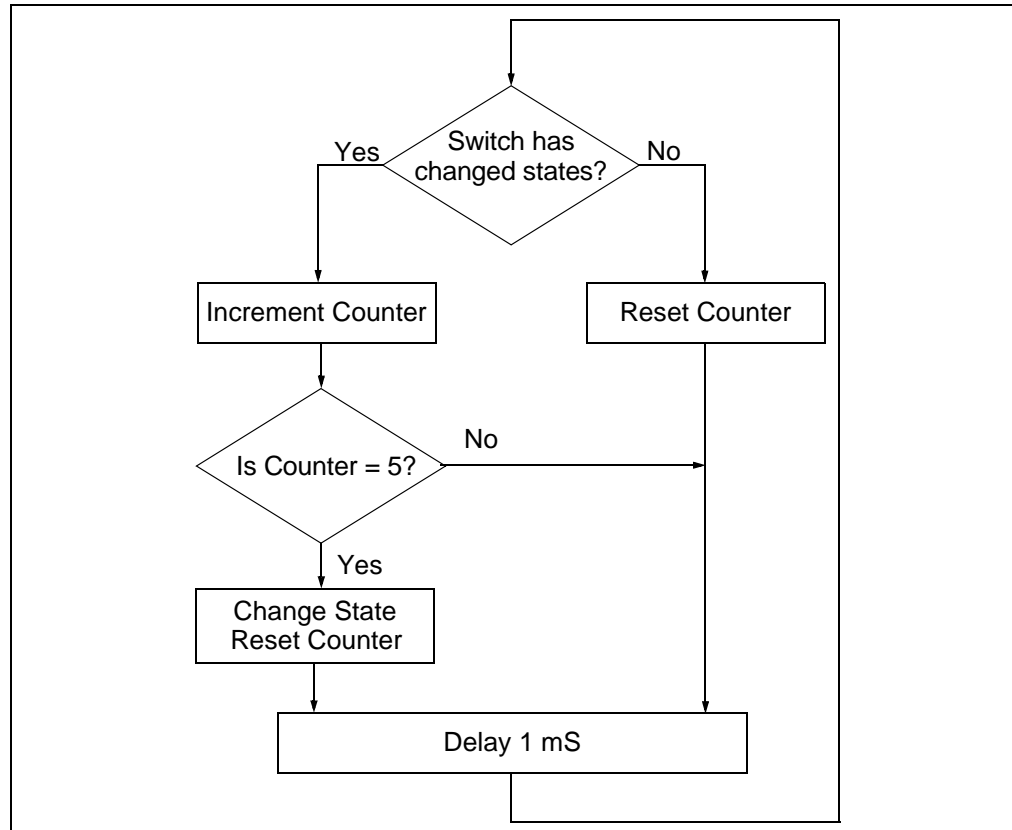 Switch has
changed states?
Yes
No
Increment Counter
Reset Counter
Is Counter = 5?
No
Yes
Change State
Reset Counter
Delay 1 mS